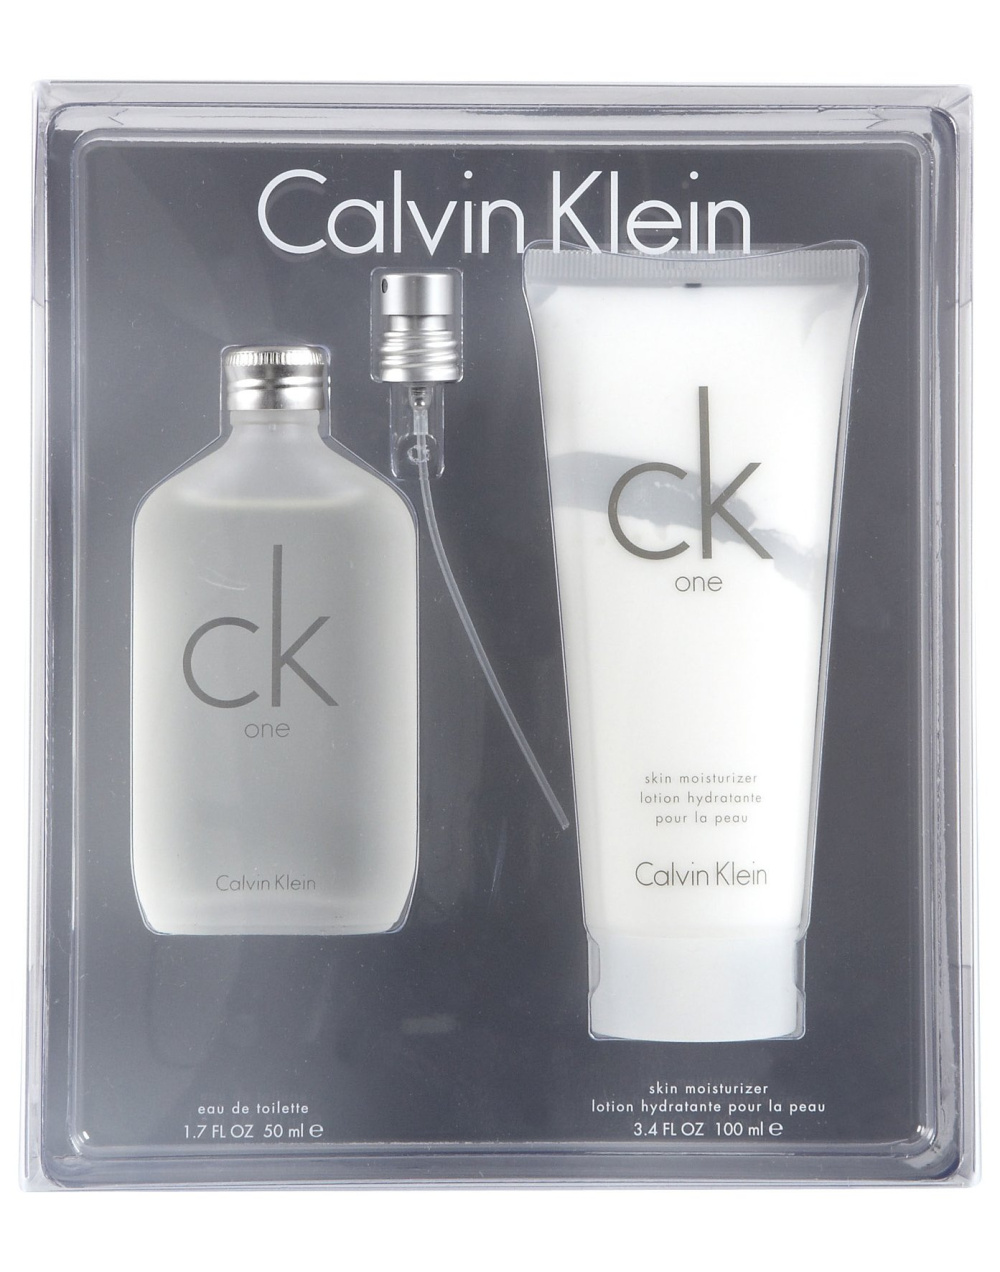 Calvin Klein
ck
one
Calvin Klein
ck
one
skin moisturizer
lotion hydratante
pour la peau
Calvin Klein
eau de toilette
1.7 FL OZ 50 ml ℮
skin moisturizer
lotion hydratante pour la peau
3.4 FL OZ 100 ml ℮